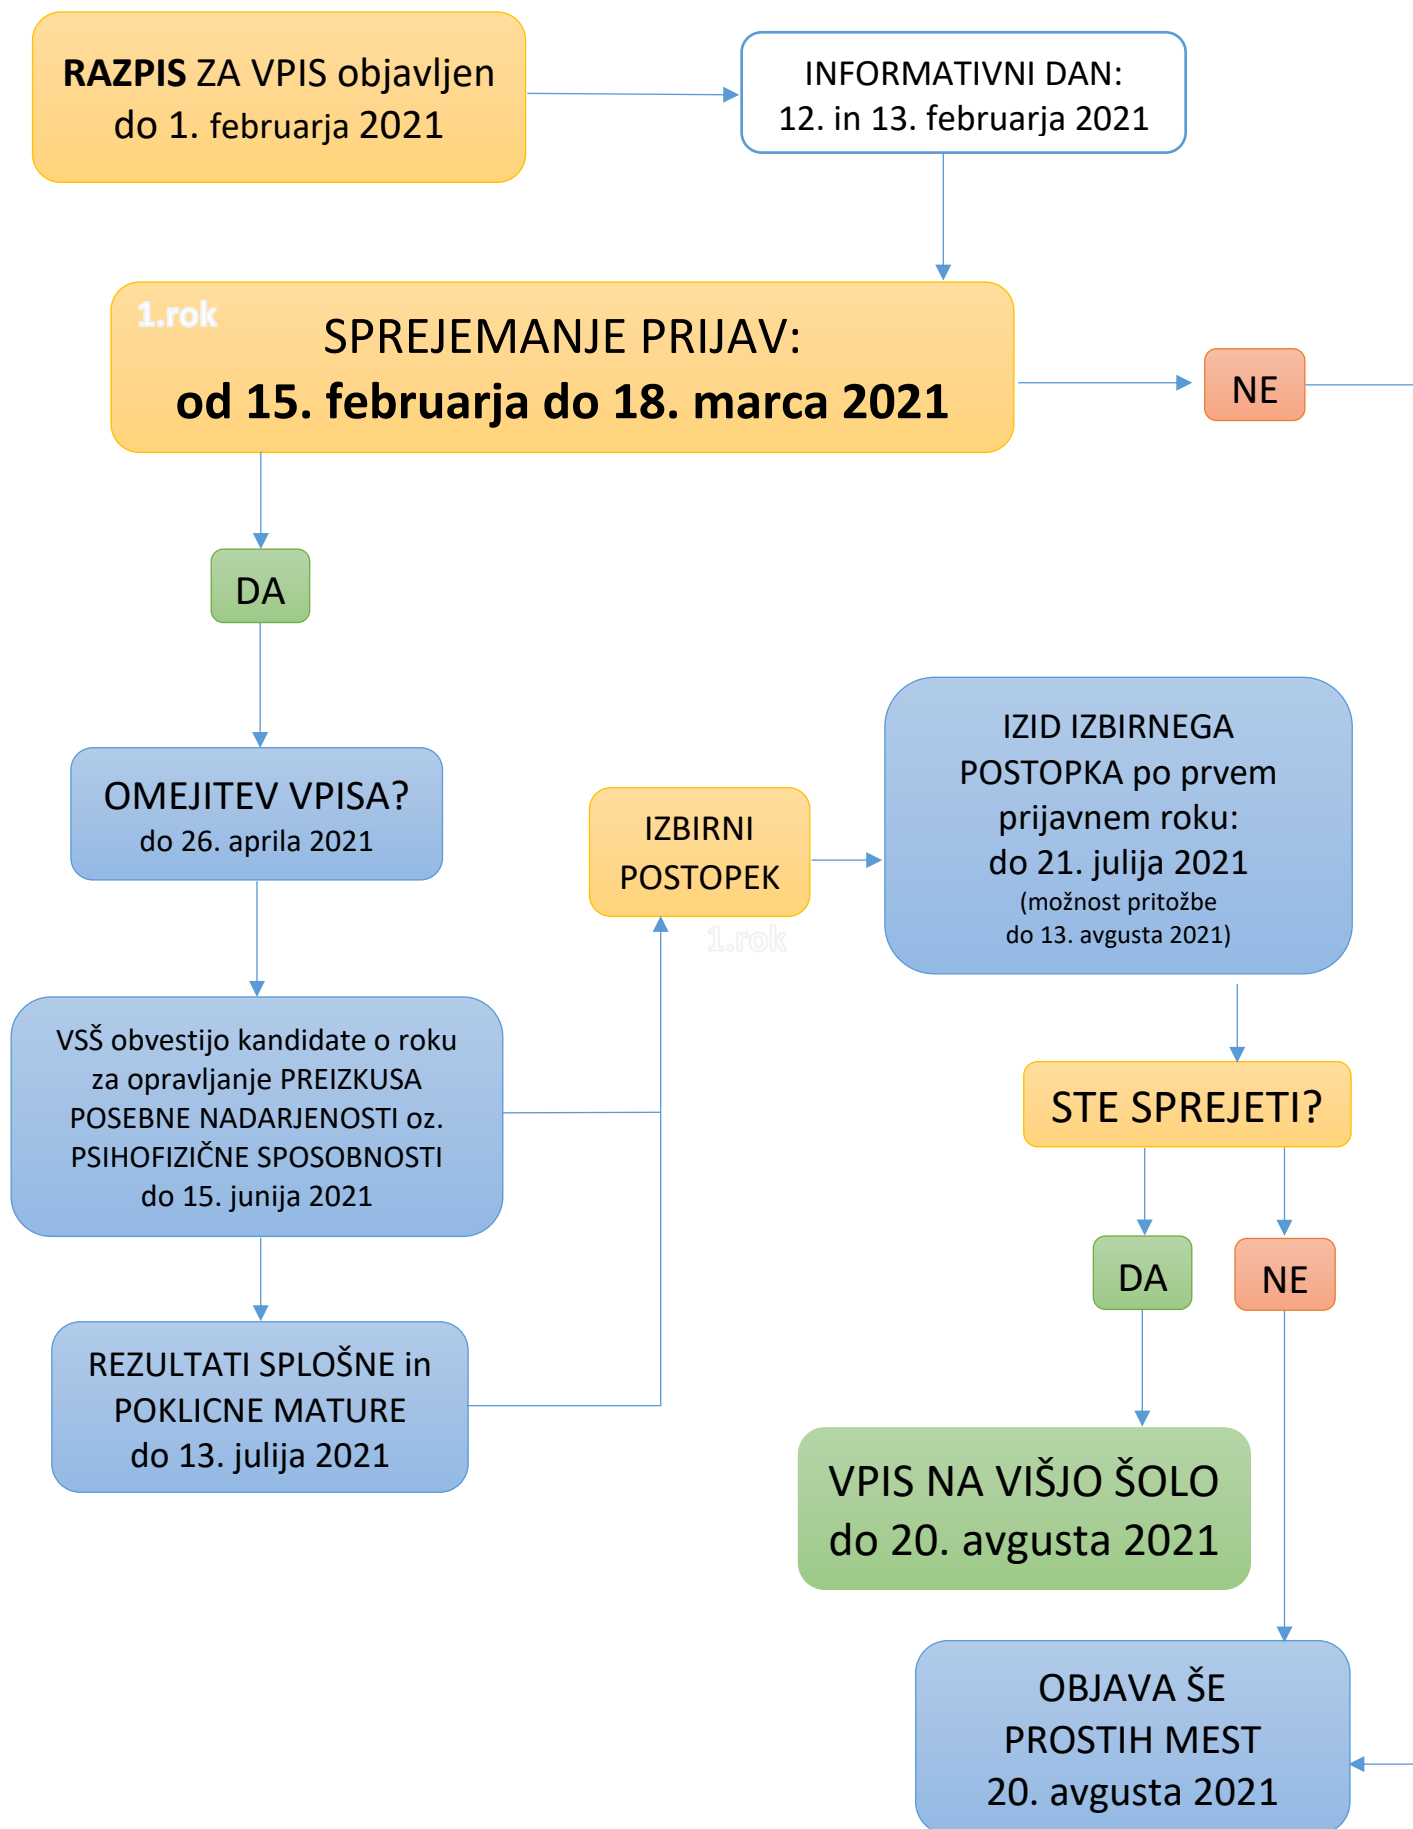 RAZPIS ZA VPIS objavljen
do 1. februarja 2021
INFORMATIVNI DAN:
12. in 13. februarja 2021
1.rok
SPREJEMANJE PRIJAV:
od 15. februarja do 18. marca 2021
NE
DA
OMEJITEV VPISA?
do 26. aprila 2021
VSŠ obvestijo kandidate o roku
za opravljanje PREIZKUSA
POSEBNE NADARJENOSTI oz.
PSIHOFIZIČNE SPOSOBNOSTI
do 15. junija 2021
REZULTATI SPLOŠNE in
POKLICNE MATURE
do 13. julija 2021
IZBIRNI
POSTOPEK
1.rok
IZID IZBIRNEGA
POSTOPKA po prvem
prijavnem roku:
do 21. julija 2021
(možnost pritožbe
do 13. avgusta 2021)
STE SPREJETI?
DA
NE
VPIS NA VIŠJO ŠOLO
do 20. avgusta 2021
OBJAVA ŠE
PROSTIH MEST
20. avgusta 2021